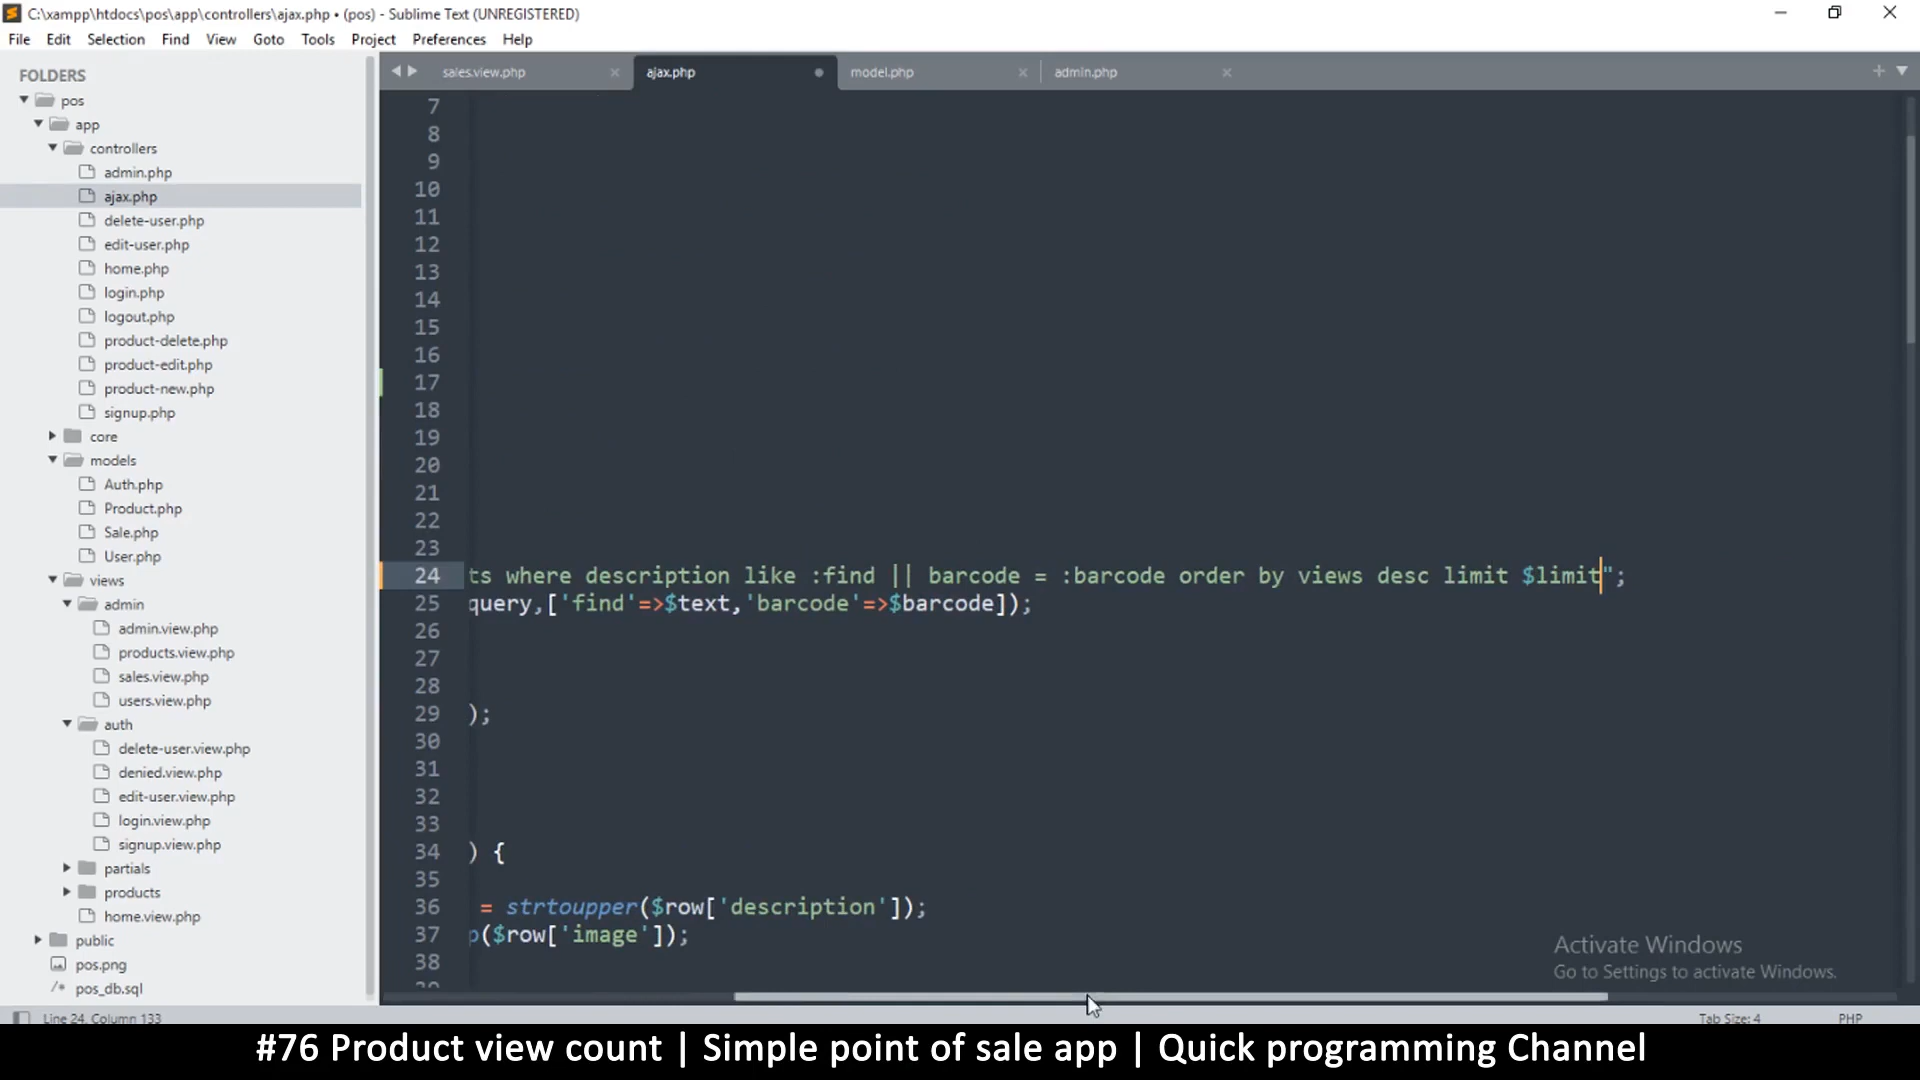 C:\xampp\htdocs\pos\app\controllers\ajax.php • (pos) - Sublime Text (UNREGISTERED)
File Edit Selection Find View Goto Tools Project Preferences Help
FOLDERS
pos
app
controllers
admin.php
ajax.php
delete-user.php
edit-user.php
home.php
login.php
logout.php
product-delete.php
product-edit.php
product-new.php
signup.php
core
models
Auth.php
Product.php
Sale.php
User.php
views
admin
admin.view.php
products.view.php
sales.view.php
users.view.php
auth
delete-user.view.php
denied.view.php
edit-user.view.php
login.view.php
signup.view.php
partials
products
home.view.php
public
pos.png
pos_db.sql
sales.view.php ajax.php model.php admin.php
7
8
9
10
11
12
13
14
15
16
17
18
19
20
21
22
23
24 ts where description like :find || barcode = :barcode order by views desc limit $limit";
25 query,['find'=>$text,'barcode'=>$barcode]);
26
27
28
29 );
30
31
32
33
34 ) {
35
36 = strtoupper($row['description']);
37 p($row['image']);
38
Activate Windows
Go to Settings to activate Windows.
Line 24, Column 133 Tab Size: 4 PHP
#76 Product view count | Simple point of sale app | Quick programming Channel